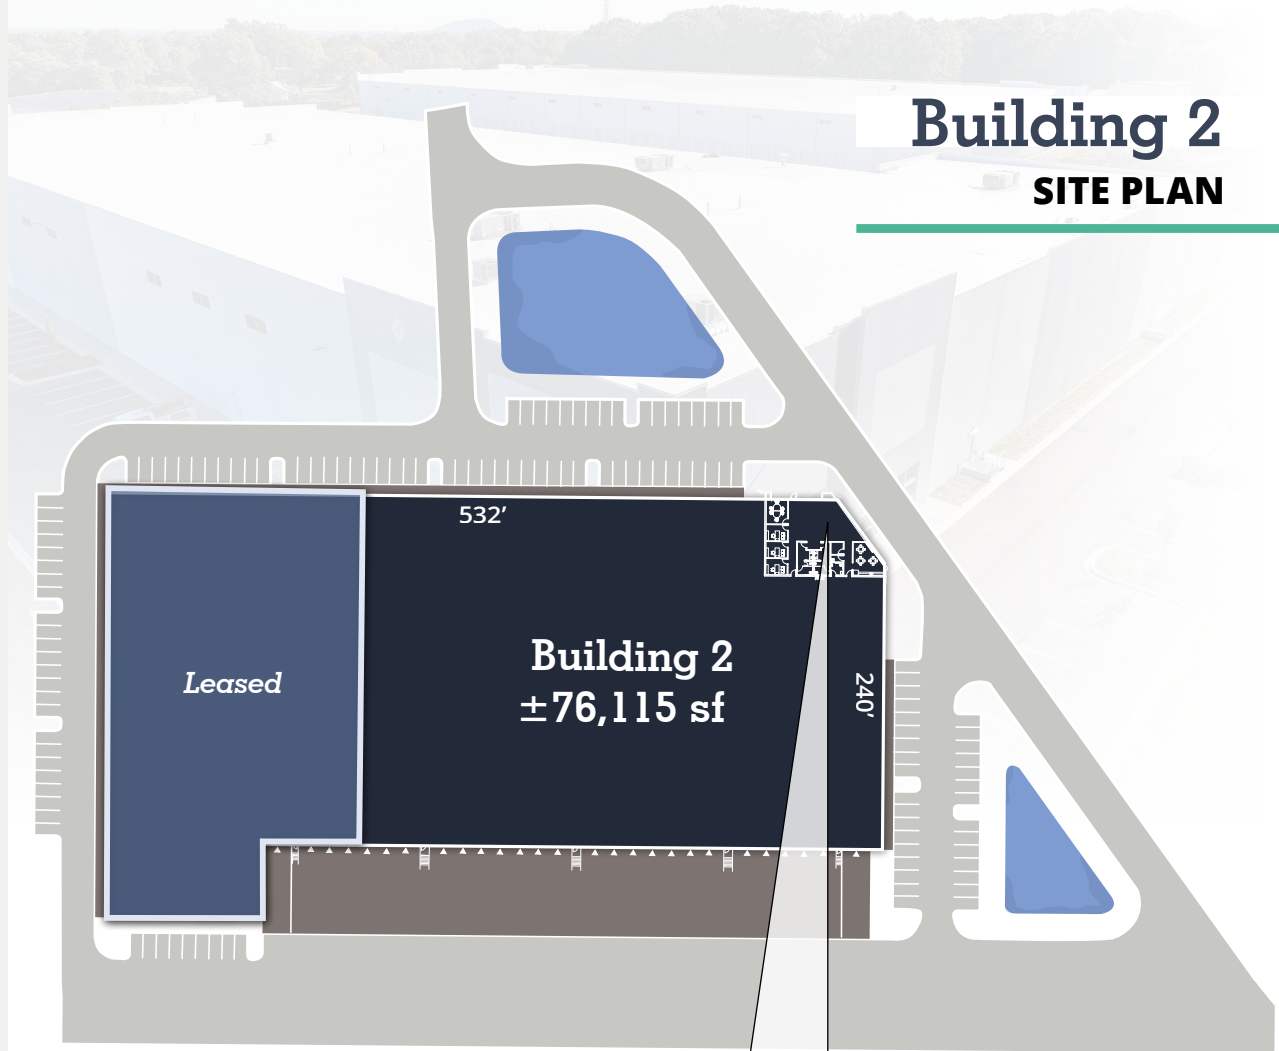 Building 2
SITE PLAN
532’
Building 2
±76,115 sf
Leased
240’